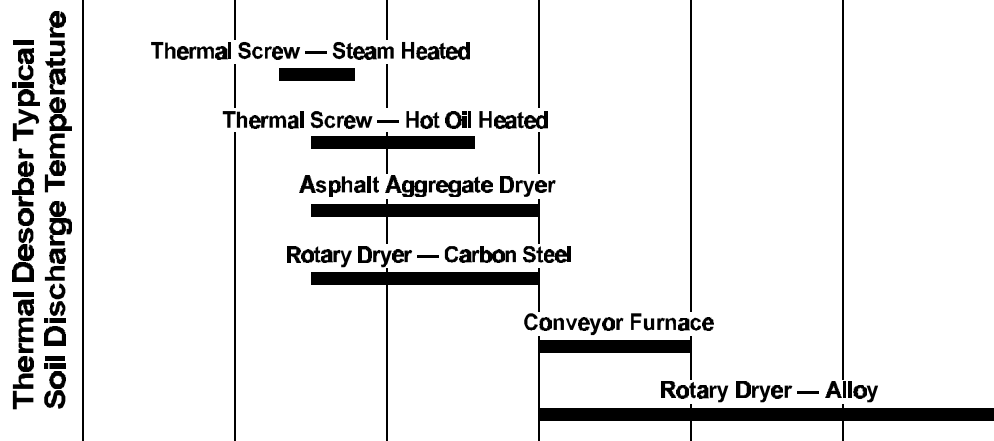 Thermal Desorber Typical
Soil Discharge Temperature
Thermal Screw — Steam Heated
Thermal Screw — Hot Oil Heated
Asphalt Aggregate Dryer
Rotary Dryer — Carbon Steel
Conveyor Furnace
Rotary Dryer — Alloy